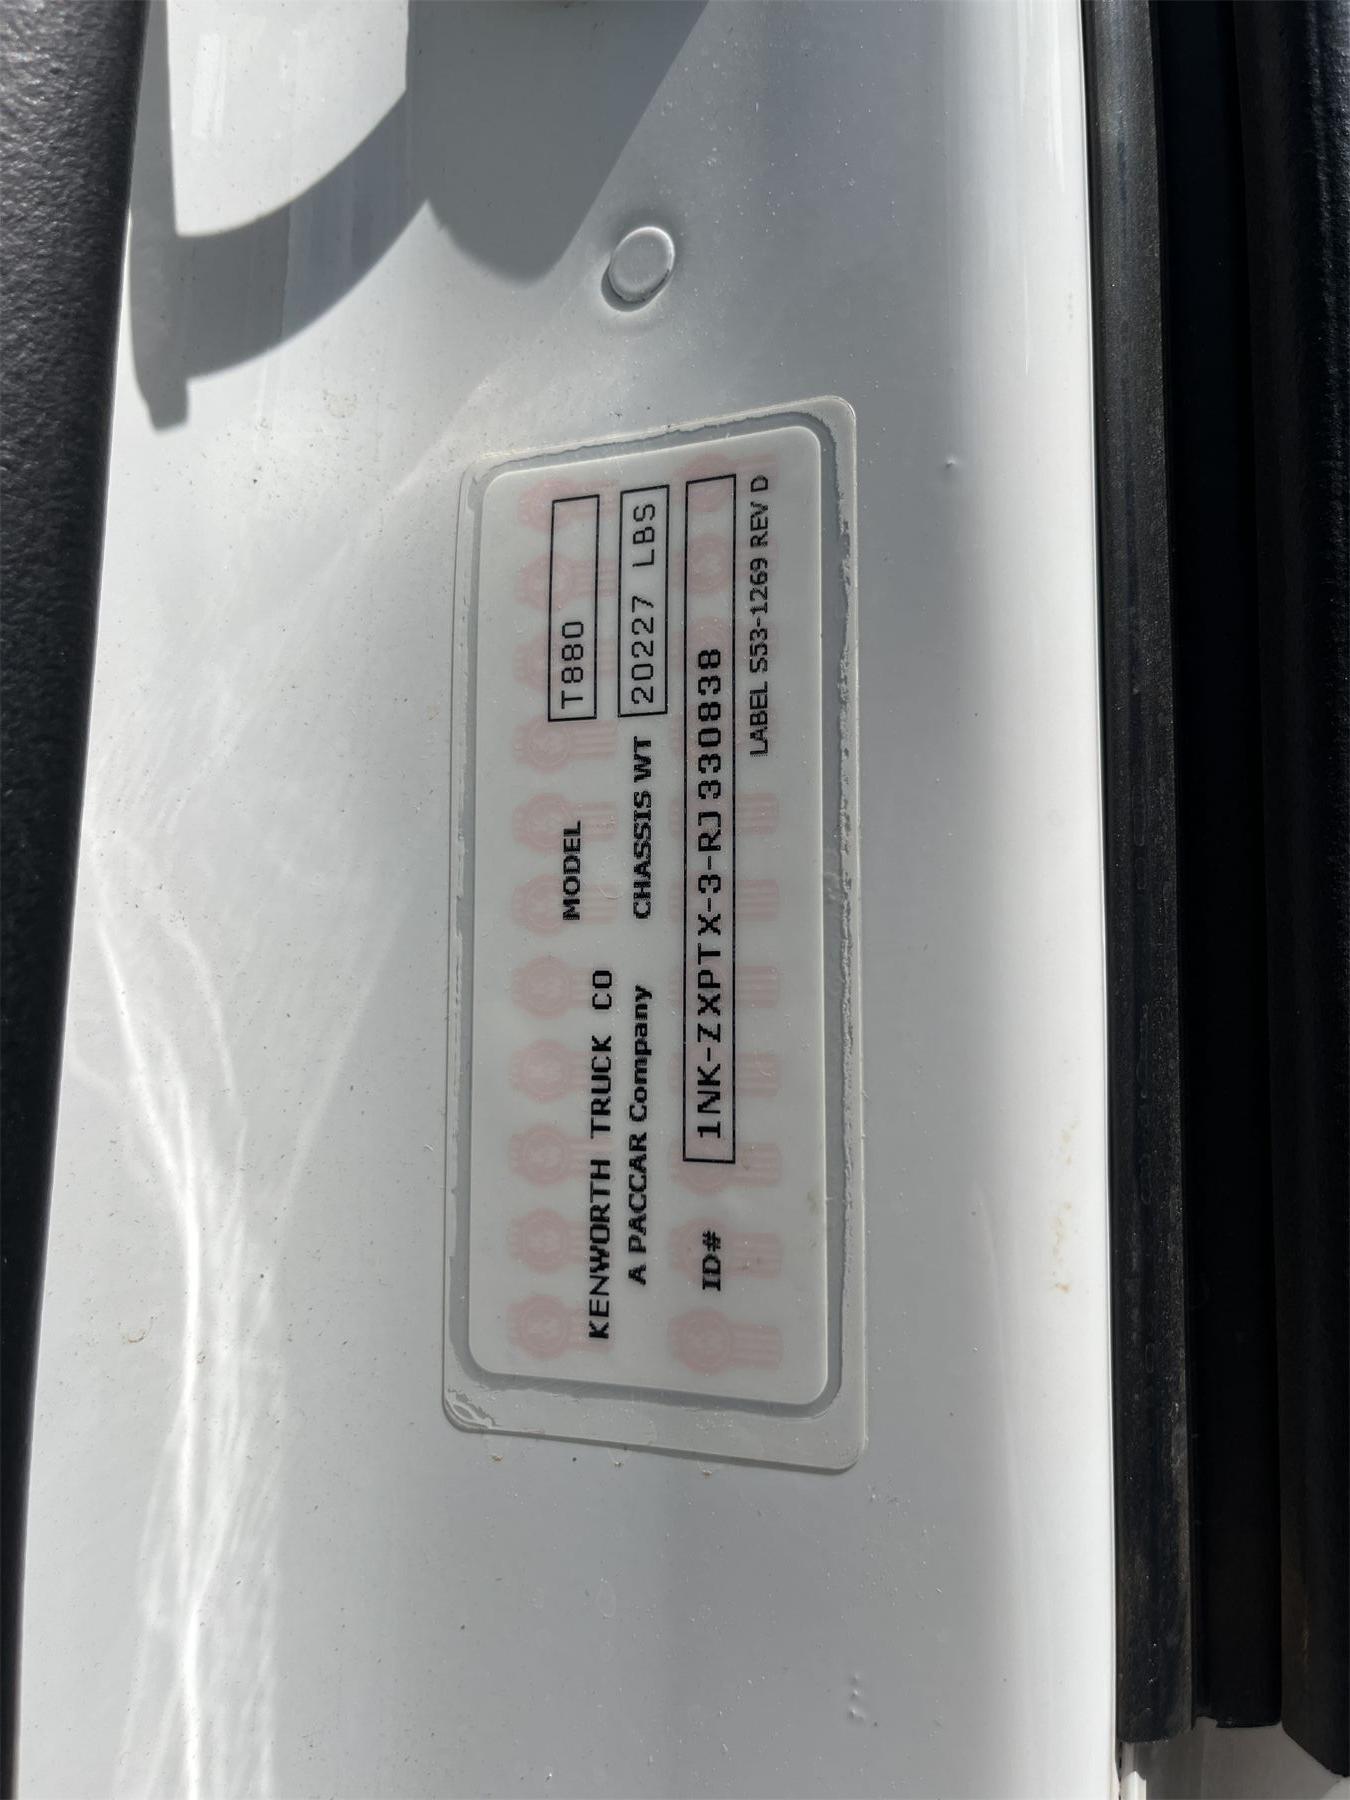 MODEL T880
KENWORTH TRUCK CO
A PACCAR Company CHASSIS WT 20227 LBS
ID# 1NK-ZXPTX-3-RJ330838
LABEL S53-1269 REV D